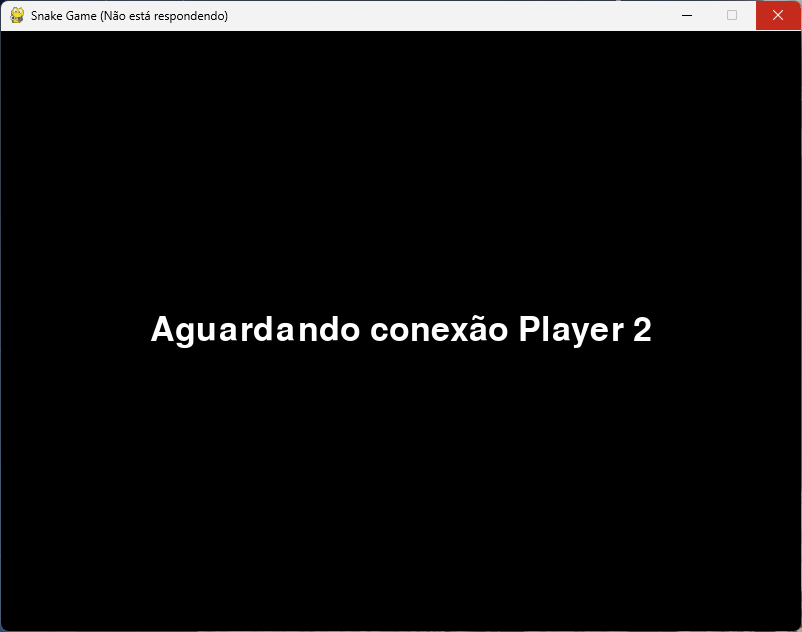 Snake Game (Não está respondendo)
Aguardando conexão Player 2